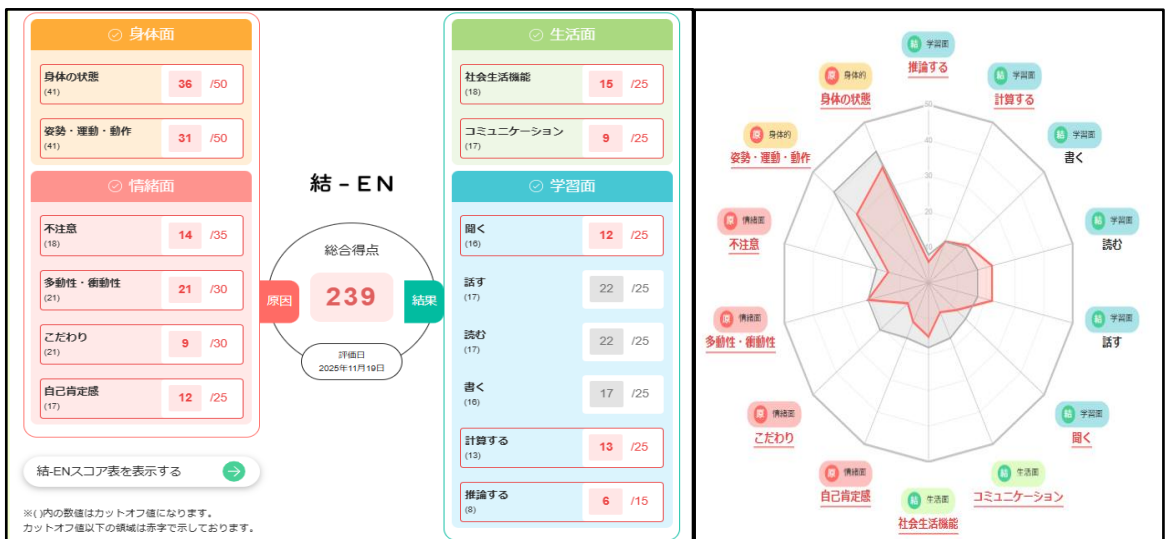 身体面
身体の状態
(41)
36 /50
姿勢・運動・動作
(41)
31 /50
情緒面
不注意
(18)
14 /35
多動性・衝動性
(21)
21 /30
こだわり
(21)
9 /30
自己肯定感
(17)
12 /25
結-ENスコア表を表示する
※( )内の数値はカットオフ値になります。
カットオフ値以下の領域は赤字で示しております。
結 - EN
総合得点
原因
239
結果
評価日
2025年11月19日
生活面
社会生活機能
(18)
15 /25
コミュニケーション
(17)
9 /25
学習面
聞く
(16)
12 /25
話す
(17)
22 /25
読む
(17)
22 /25
書く
(16)
17 /25
計算する
(13)
13 /25
推論する
(8)
6 /15
結 学習面
推論する
結 学習面
計算する
結 学習面
書く
結 学習面
読む
結 学習面
話す
結 学習面
聞く
結 生活面
コミュニケーション
結 生活面
社会生活機能
原 情緒面
自己肯定感
原 情緒面
こだわり
原 情緒面
多動性・衝動性
原 情緒面
不注意
原 身体的
姿勢・運動・動作
原 身体的
身体の状態
50
40
30
20
10